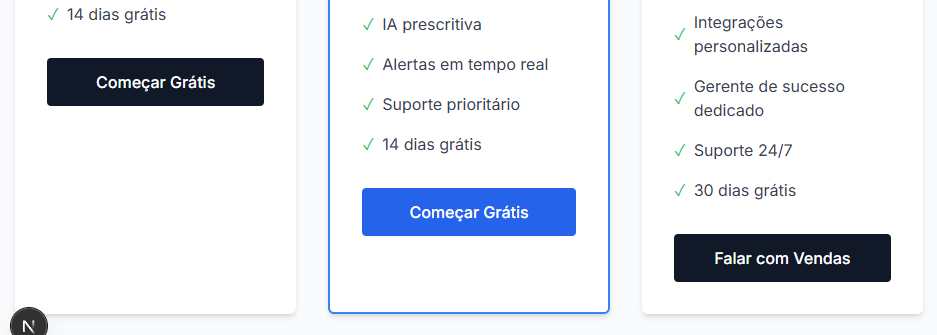 ✓ 14 dias grátis
Começar Grátis
✓ IA prescritiva
✓ Alertas em tempo real
✓ Suporte prioritário
✓ 14 dias grátis
Começar Grátis
✓ Integrações
personalizadas
✓ Gerente de sucesso
dedicado
✓ Suporte 24/7
✓ 30 dias grátis
Falar com Vendas
N